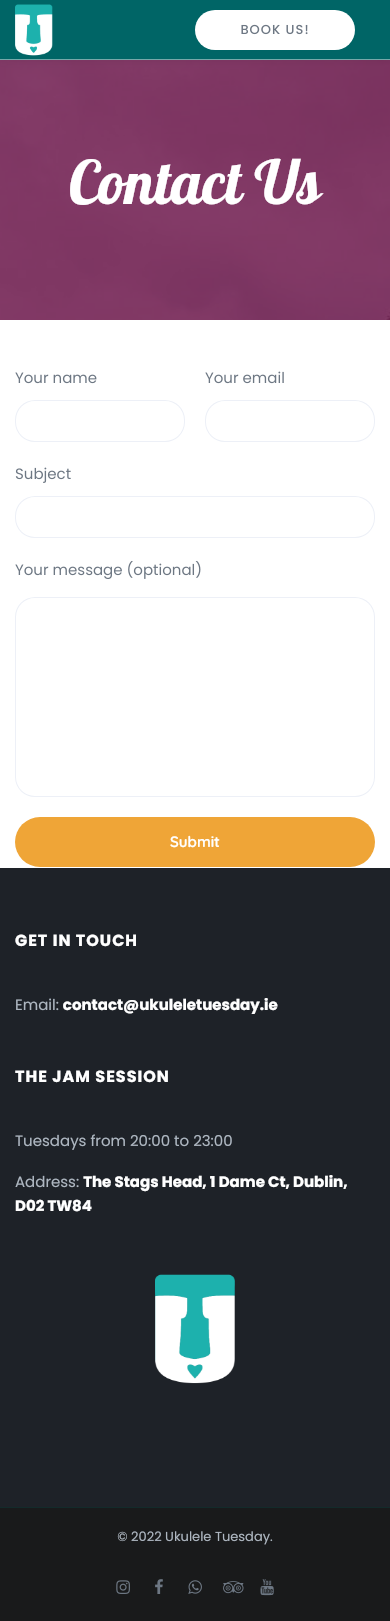 BOOK US!
Contact Us
Your name
Your email
Subject
Your message (optional)
Submit
GET IN TOUCH
Email: contact@ukuleletuesday.ie
THE JAM SESSION
Tuesdays from 20:00 to 23:00
Address: The Stags Head, 1 Dame Ct, Dublin,
D02 TW84
© 2022 Ukulele Tuesday.